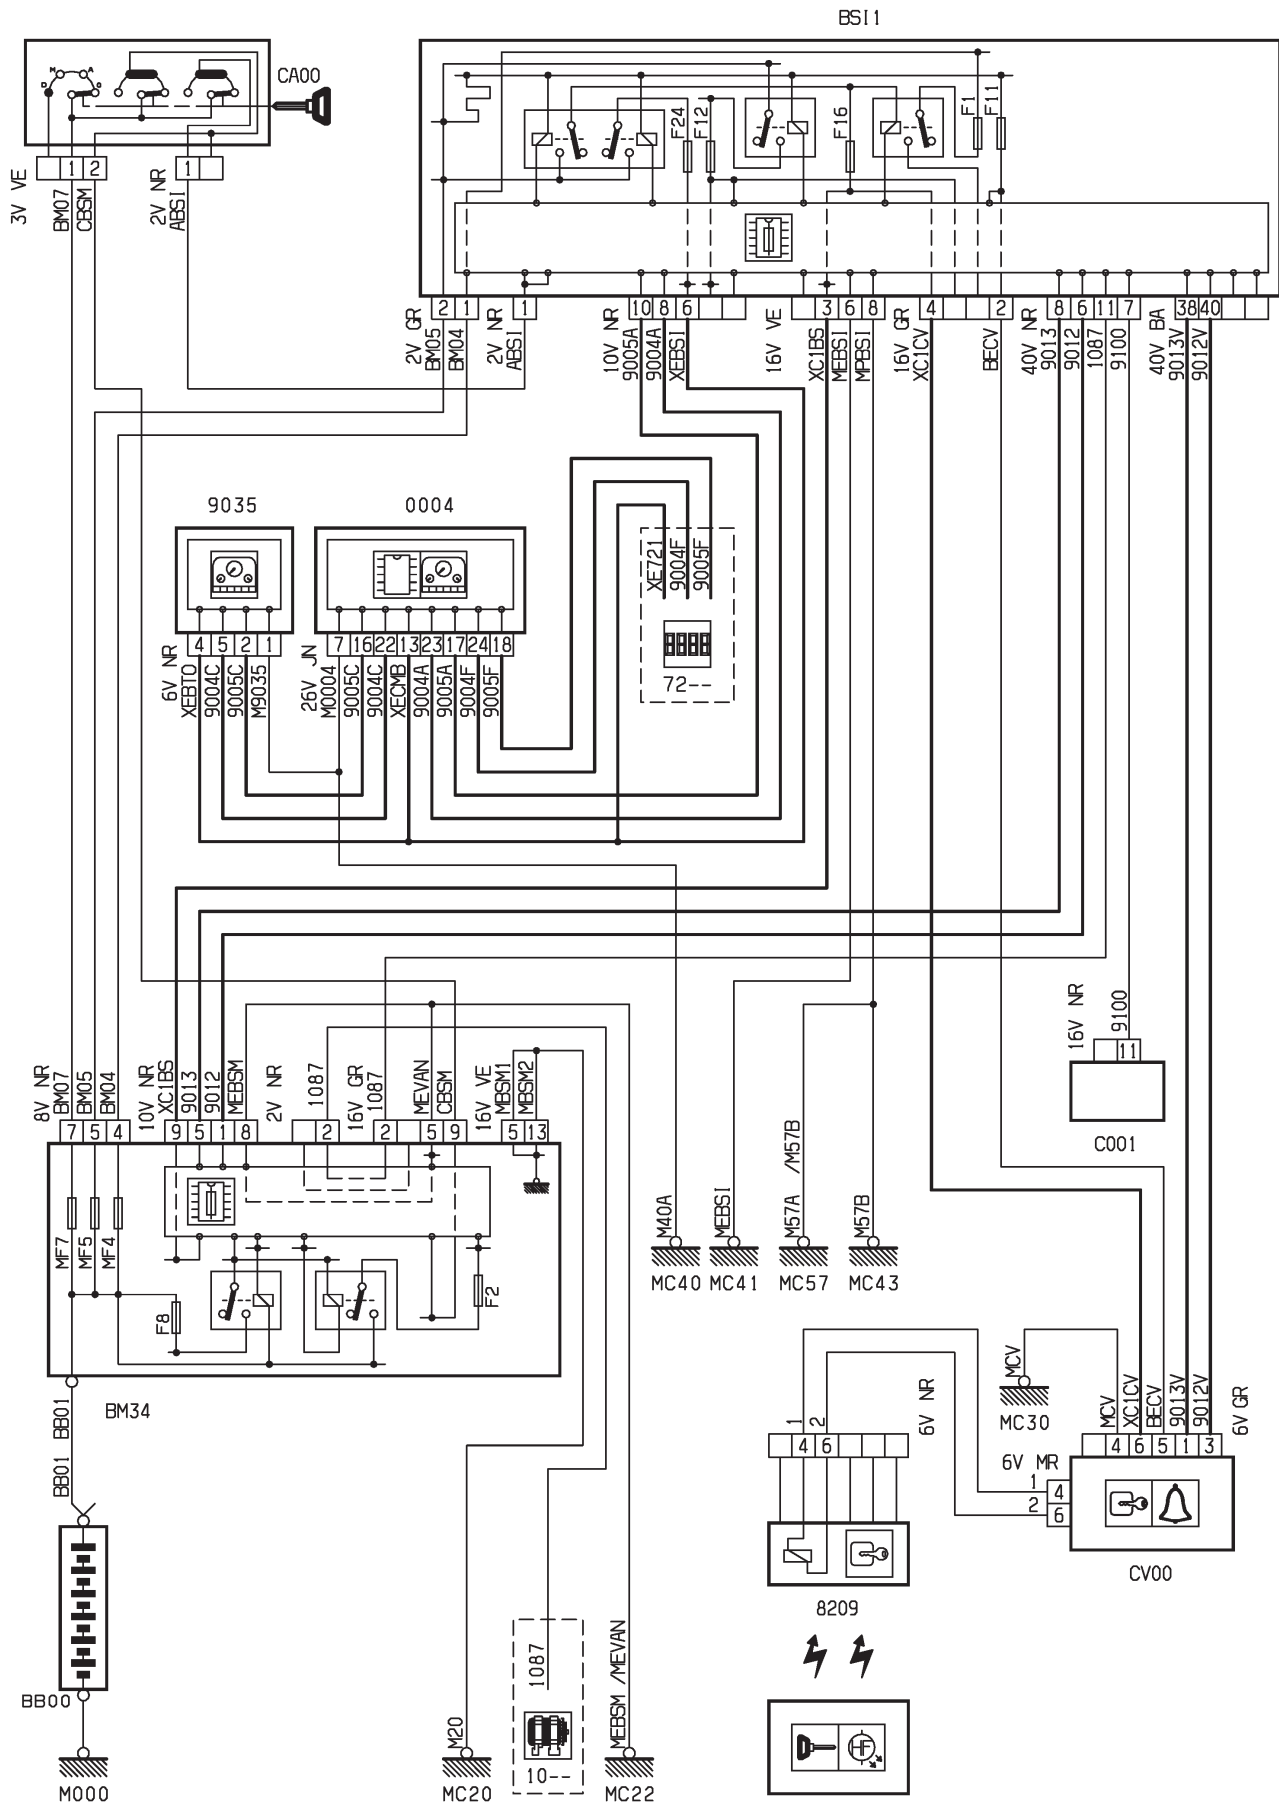 BSI1
CA00
M A
D G
F24
F12
F16
F1
F11
1 2
1
3V VE
BM07
CBSM
2V NR
ABSI
2 1
1
10 8 6
3 6 8
4
2
8 6 11 7
38 40
2V GR
BM05
BM04
2V NR
ABSI
10V NR
9005A
9004A
XEBSI
16V VE
XC1BS
MEBSI
MPBSI
16V GR
XC1CV
BECV
40V NR
9013
9012
1087
9100
40V BA
9013V
9012V
9035
0004
XE721
9004F
9005F
72--
4 5 2 1
7 16 22 13 23 17 24 18
6V NR
XEBTO
9004C
9005C
M9035
26V JN
M0004
9005C
9004C
XECMB
9004A
9005A
9004F
9005F
16V NR
9100
11
C001
8V NR
BM07
BM05
BM04
10V NR
XC1BS
9013
9012
MEBSM
2V NR
1087
16V GR
1087
MEVAN
CBSM
16V VE
MBSM1
MBSM2
7 5 4
9 5 1 8
2
2 5 9
5 13
MF7
MF5
MF4
F8
F2
BM34
M40A
MEBSI
M57A /M57B
M57B
MC40
MC41
MC57
MC43
BB01 BB01
BB00
M000
M20
MC20
1087
10--
MEBSM /MEVAN
MC22
1
2
4 6
6V NR
8209
HF
MCV
MC30
MCV
XC1CV
BECV
9013V
9012V
6V GR
4 6 5 1 3
6V MR
1 4
2 6
CV00